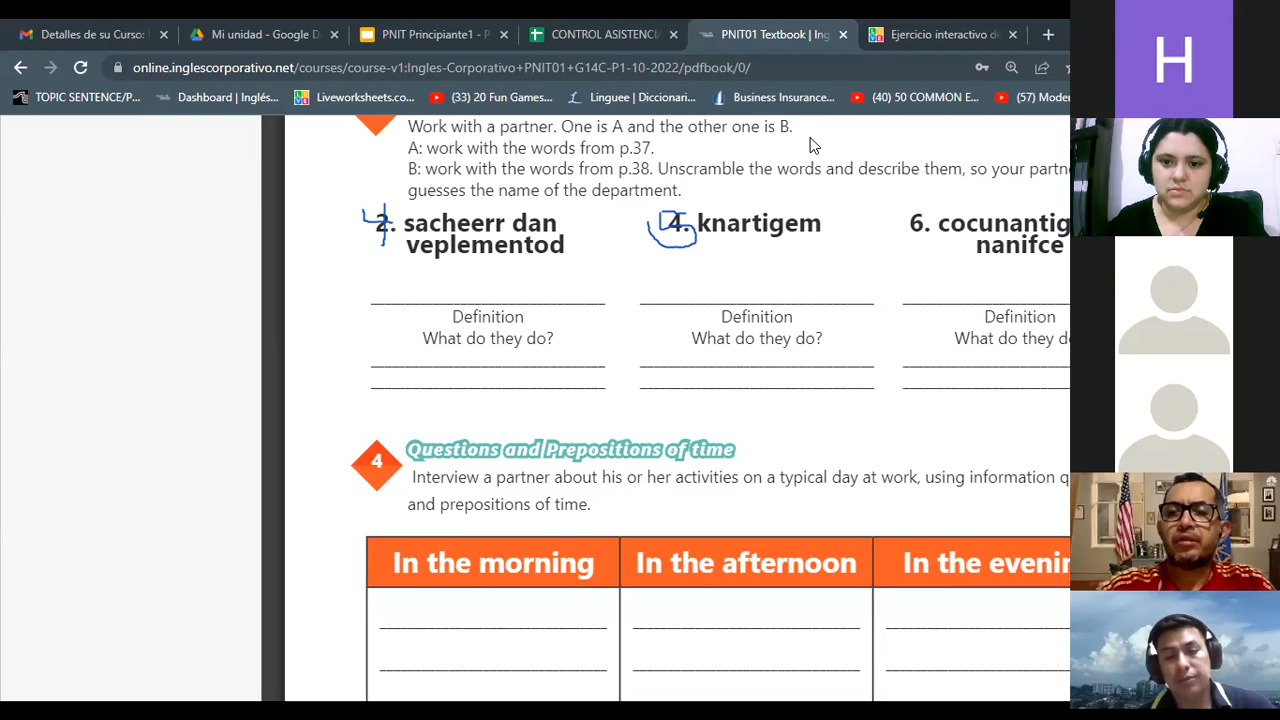 Detalles de su Curso:
Mi unidad - Google D
PNIT Principiante1 - P
CONTROL ASISTENCIA
PNIT01 Textbook | Ing
Ejercicio interactivo de
online.inglescorporativo.net/courses/course-v1:Ingles-Corporativo+PNIT01+G14C-P1-10-2022/pdfbook/0/
TOPIC SENTENCE/P...
Dashboard | Inglés...
Liveworksheets.co...
(33) 20 Fun Games...
Linguee | Diccionari...
Business Insurance...
(40) 50 COMMON E...
(57) Moder
H
Work with a partner. One is A and the other one is B.
A: work with the words from p.37.
B: work with the words from p.38. Unscramble the words and describe them, so your partn
guesses the name of the department.
4
5
2. sacheerr dan
veplementod
4. knartigem
6. cocunantig
nanifce
Definition
What do they do?
Definition
What do they do?
Definition
What do they do
4
Questions and Prepositions of time
Interview a partner about his or her activities on a typical day at work, using information q
and prepositions of time.
In the morning
In the afternoon
In the evenin